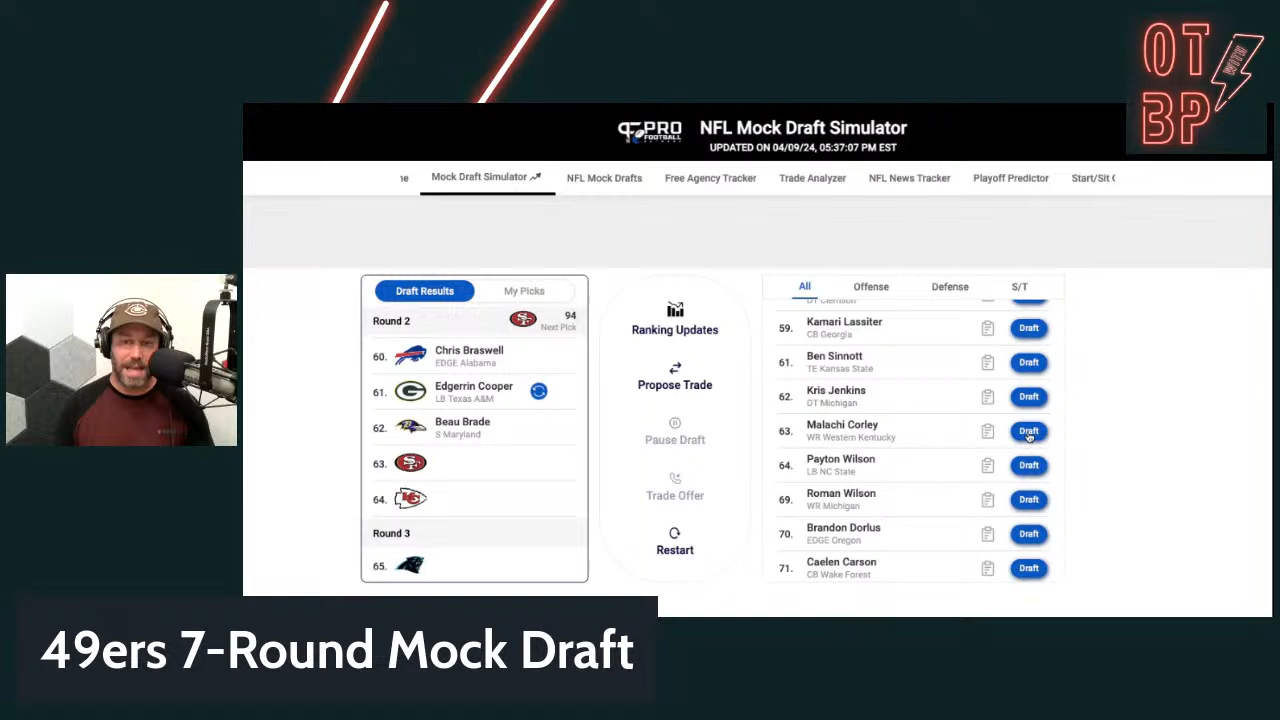 OT
WITH
BP
PRO
FOOTBALL
NETWORK
NFL Mock Draft Simulator
UPDATED ON 04/09/24, 05:37:07 PM EST
Mock Draft Simulator
NFL Mock Drafts
Free Agency Tracker
Trade Analyzer
NFL News Tracker
Playoff Predictor
Start/Sit
Draft Results
My Picks
Round 2
94
Next Pick
60.
Chris Braswell
EDGE Alabama
61.
Edgerrin Cooper
LB Texas A&M
62.
Beau Brade
S Maryland
63.
64.
Round 3
65.
Ranking Updates
Propose Trade
Pause Draft
Trade Offer
Restart
All
Offense
Defense
S/T
DT Clemson
59.
Kamari Lassiter
CB Georgia
Draft
61.
Ben Sinnott
TE Kansas State
Draft
62.
Kris Jenkins
DT Michigan
Draft
63.
Malachi Corley
WR Western Kentucky
Draft
64.
Payton Wilson
LB NC State
Draft
69.
Roman Wilson
WR Michigan
Draft
70.
Brandon Dorlus
EDGE Oregon
Draft
71.
Caelen Carson
CB Wake Forest
Draft
49ers 7-Round Mock Draft